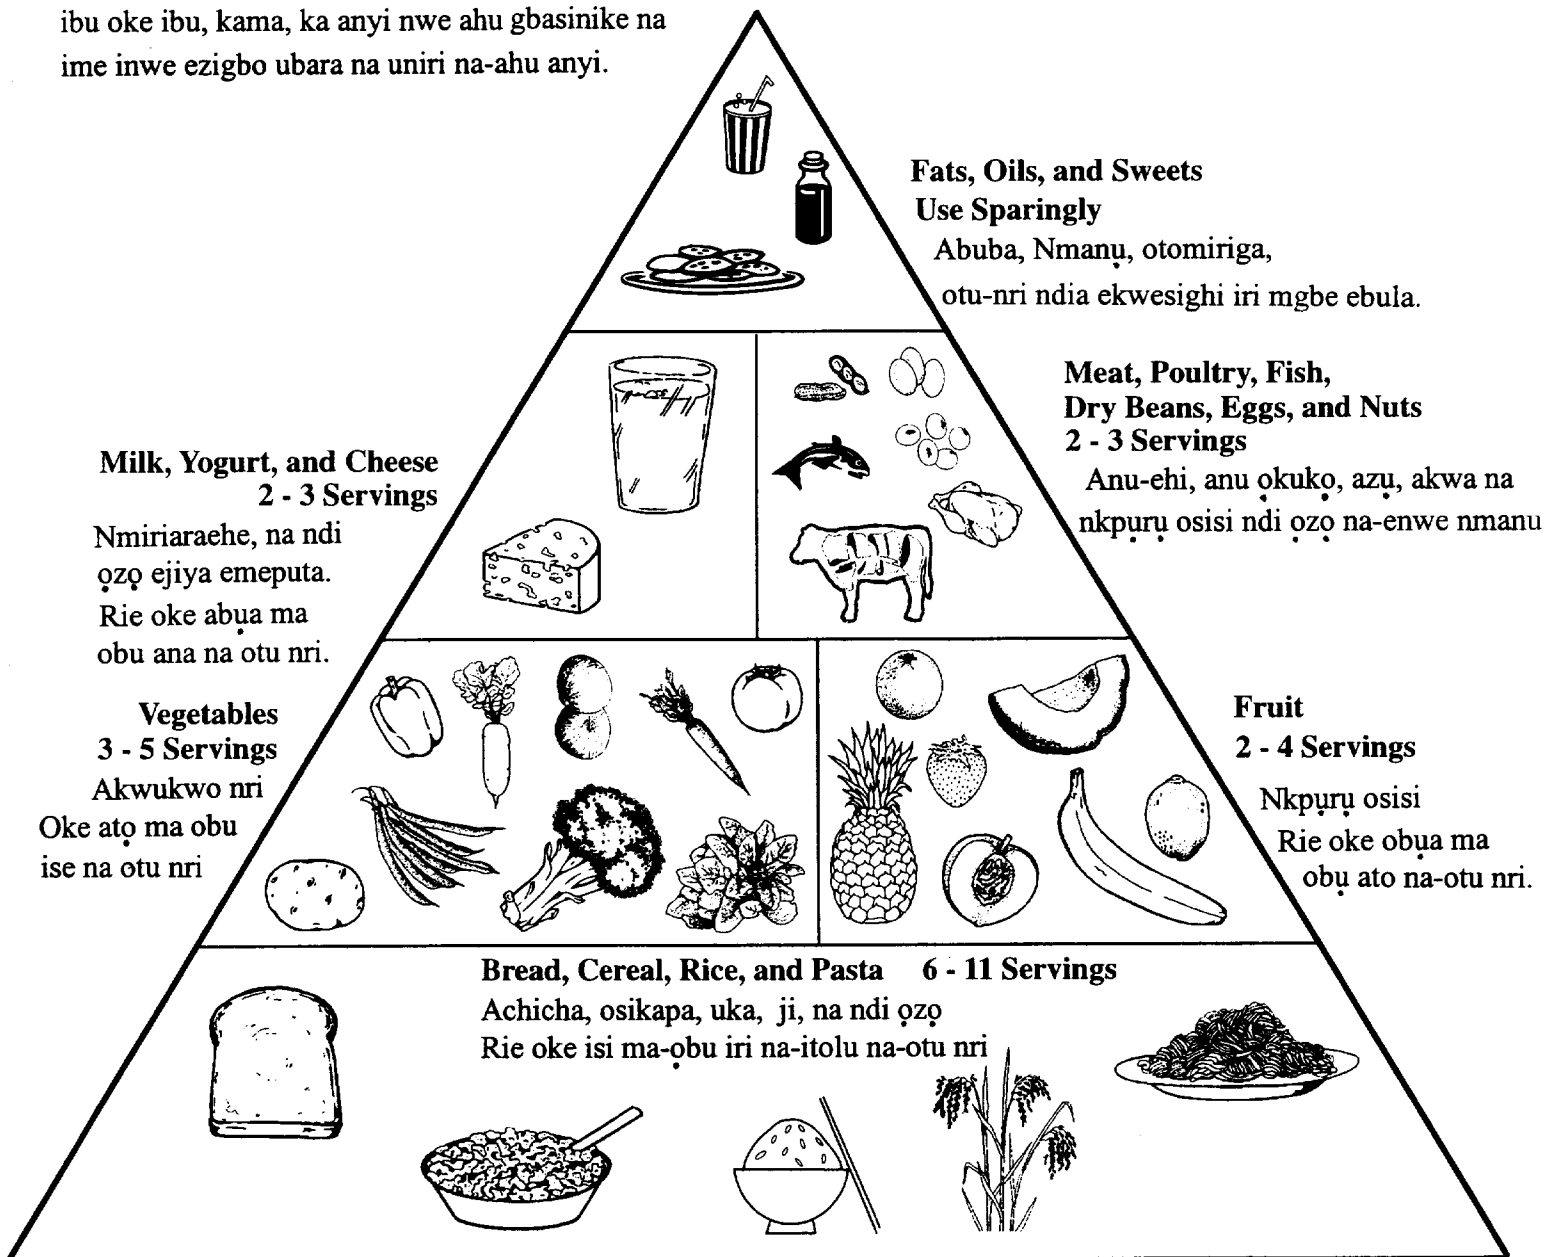 ibu oke ibu, kama, ka anyi nwe ahu gbasinike na
ime inwe ezigbo ubara na uniri na-ahu anyi.
Fats, Oils, and Sweets
Use Sparingly
Abuba, Nmanụ, otomiriga,
otu-nri ndia ekwesighi iri mgbe ebula.
Meat, Poultry, Fish,
Dry Beans, Eggs, and Nuts
2 - 3 Servings
Anu-ehi, anu ọkukọ, azụ, akwa na
nkpụrụ osisi ndi ọzọ na-enwe nmanu
Milk, Yogurt, and Cheese
2 - 3 Servings
Nmiriaraehe, na ndi
ọzọ ejiya emeputa.
Rie oke abụa ma
obu ana na otu nri.
Vegetables
3 - 5 Servings
Akwukwo nri
Oke atọ ma obu
ise na otu nri
Fruit
2 - 4 Servings
Nkpụrụ osisi
Rie oke obụa ma
obụ ato na-otu nri.
Bread, Cereal, Rice, and Pasta 6 - 11 Servings
Achicha, osikapa, uka, ji, na ndi ọzọ
Rie oke isi ma-ọbu iri na-itolu na-otu nri